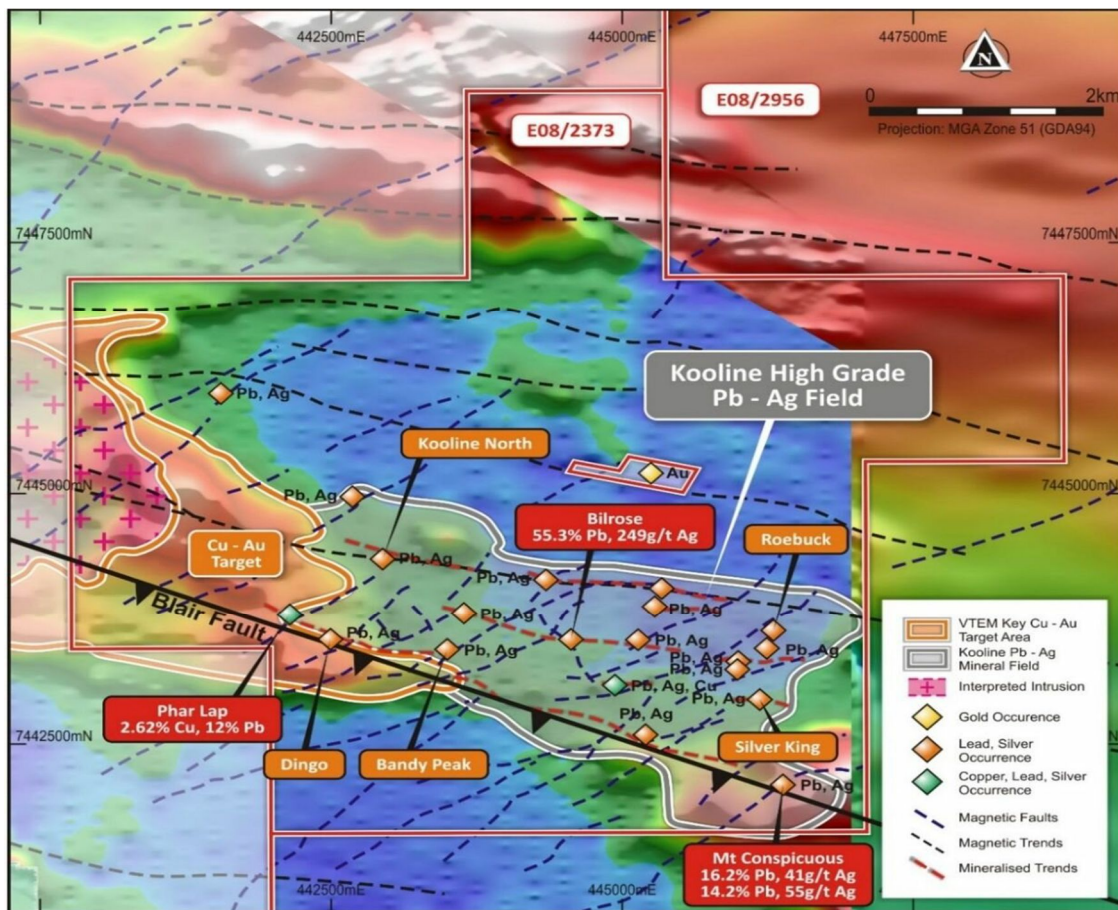 442500mE
445000mE
447500mE
N
E08/2956
0
2km
E08/2373
Projection: MGA Zone 51 (GDA94)
7447500mN
7447500mN
Kooline High Grade
Pb - Ag Field
Pb, Ag
Kooline North
Au
7445000mN
7445000mN
Pb, Ag
Bilrose
55.3% Pb, 249g/t Ag
Roebuck
Cu - Au
Target
Pb, Ag
Pb, Ag
Blair Fault
Pb, Ag
Pb, Ag
Pb, Ag
Pb, Ag
Pb, Ag
Pb, Ag
Pb, Ag
Pb, Ag
Pb, Ag, Cu
Pb, Ag
Phar Lap
2.62% Cu, 12% Pb
Pb, Ag
7442500mN
7442500mN
Dingo
Bandy Peak
Silver King
Pb, Ag
Mt Conspicuous
16.2% Pb, 41g/t Ag
14.2% Pb, 55g/t Ag
442500mE
445000mE
VTEM Key Cu - Au
Target Area
Kooline Pb - Ag
Mineral Field
Interpreted Intrusion
Gold Occurence
Lead, Silver
Occurrence
Copper, Lead, Silver
Occurrence
Magnetic Faults
Magnetic Trends
Mineralised Trends